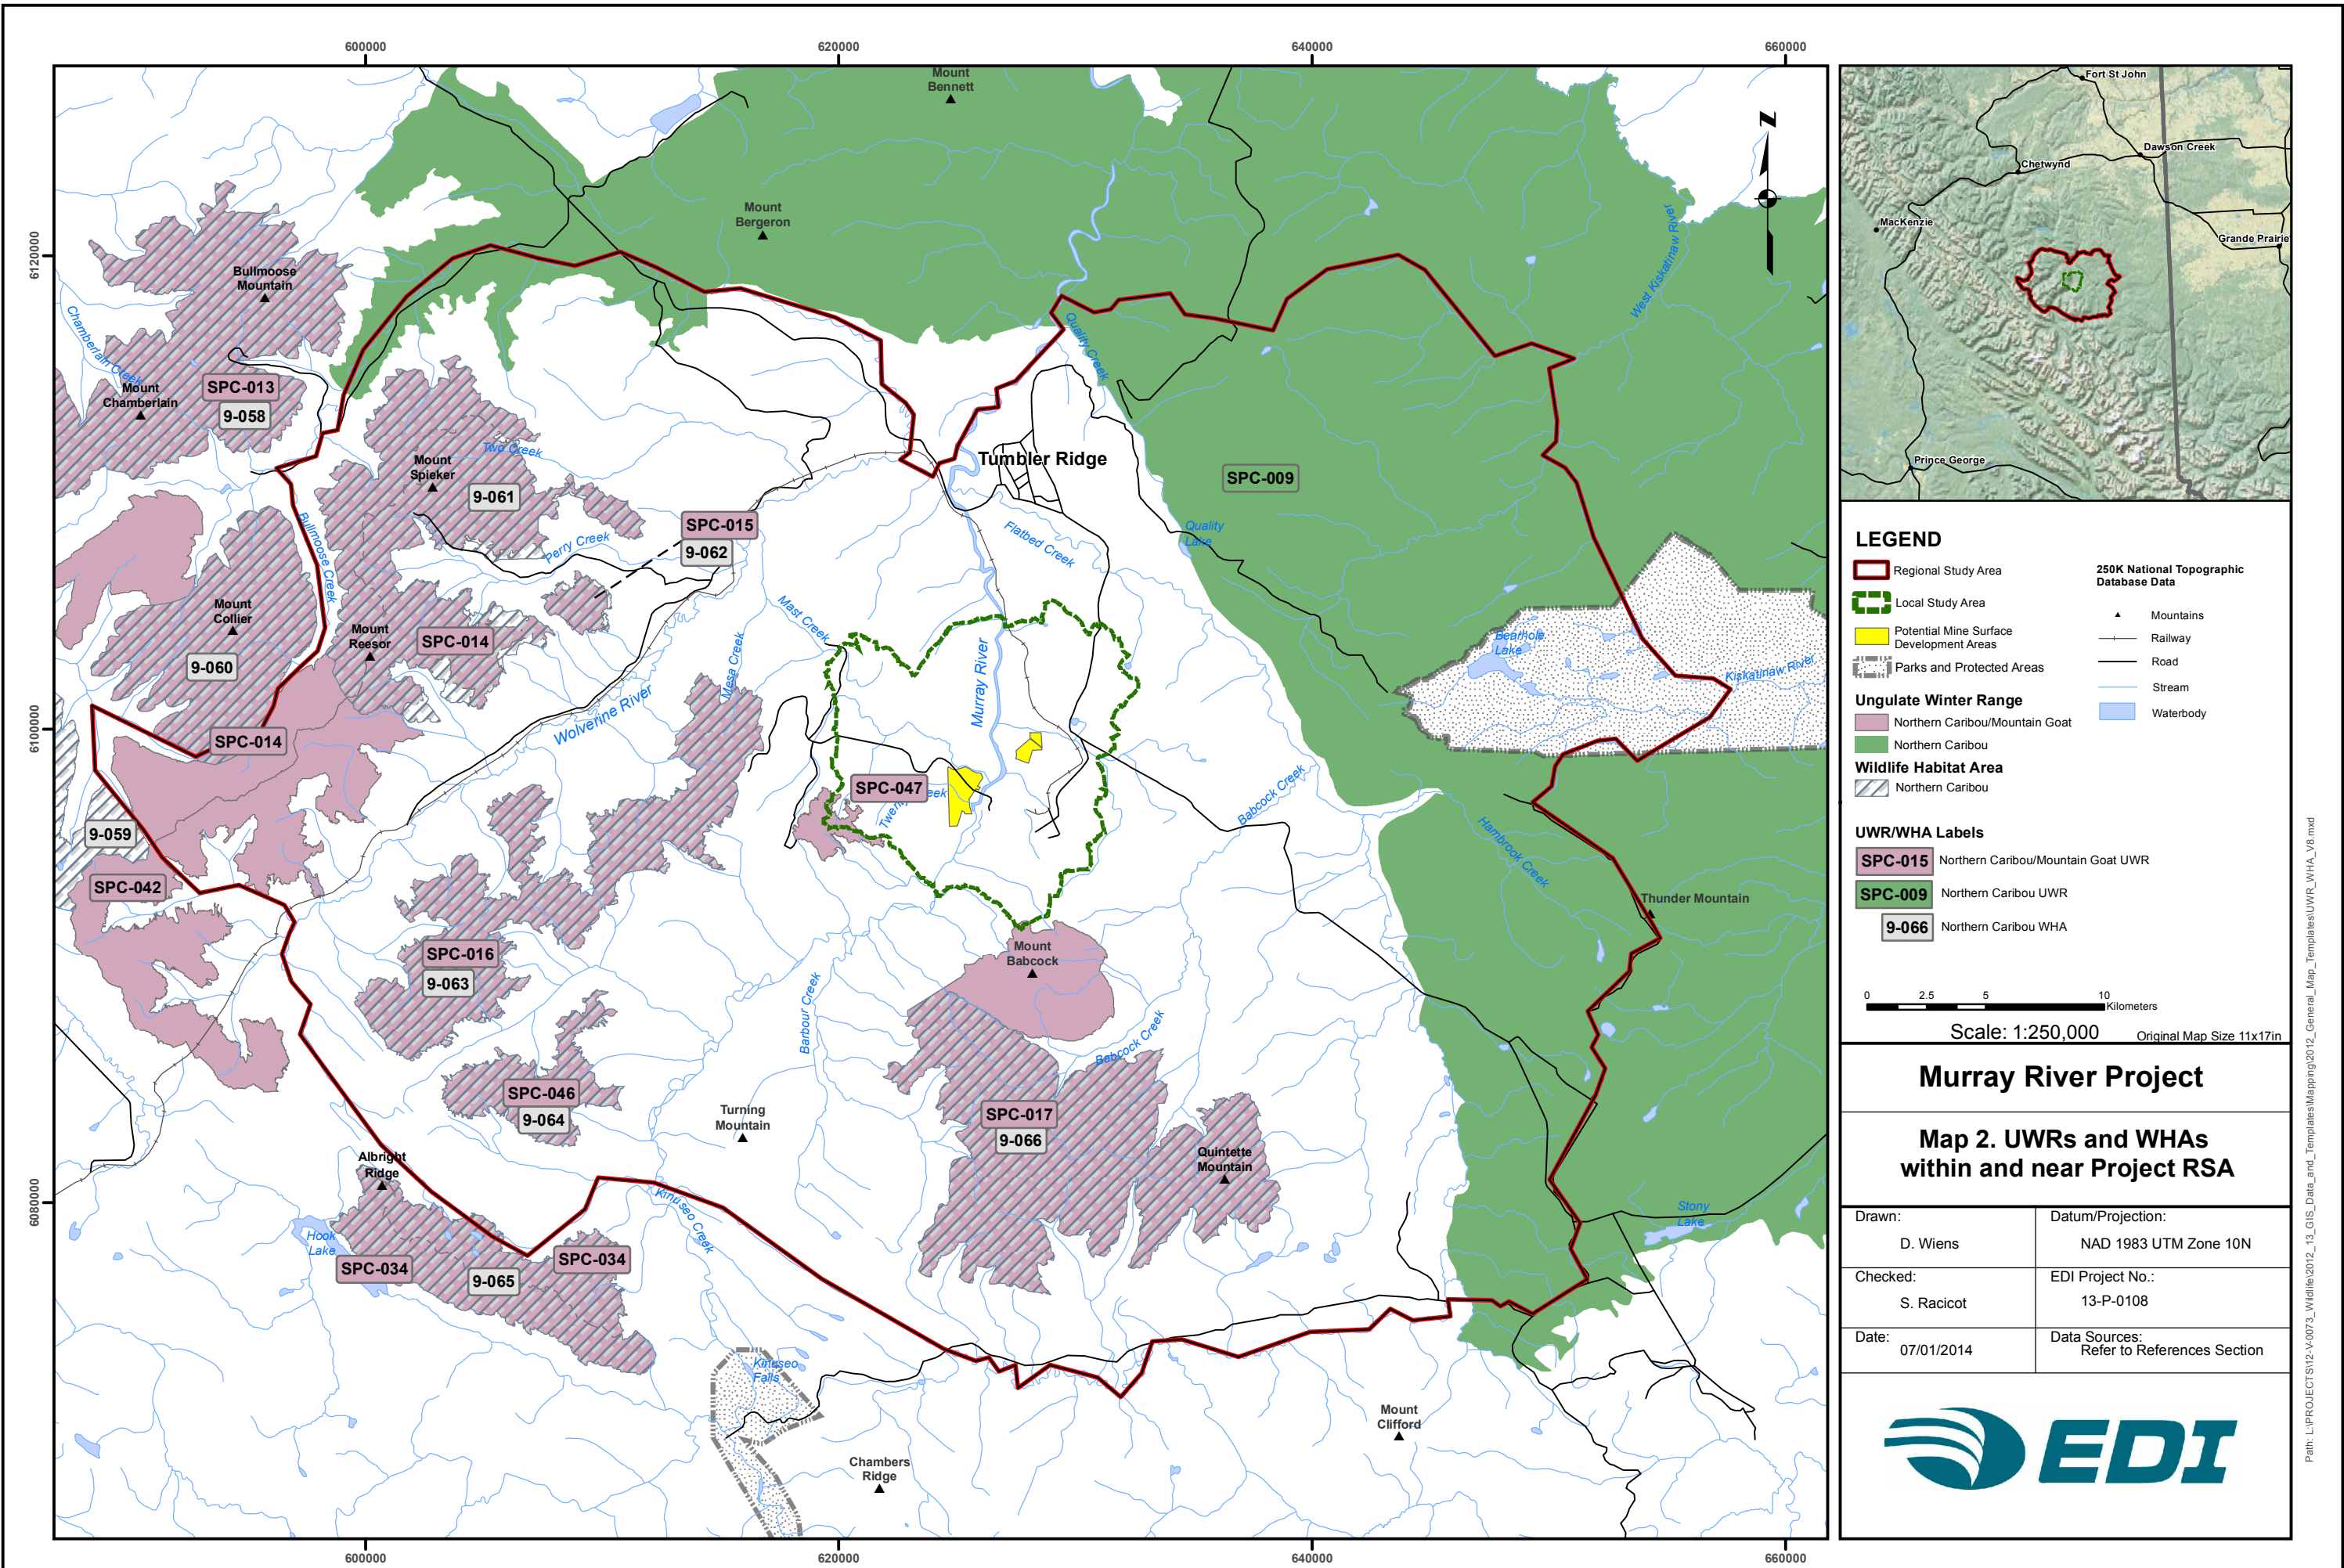 600000
620000
640000
660000
6120000
6100000
6080000
Mount
Bennett
Mount
Bergeron
Bullmoose
Mountain
Chamberlain Creek
Mount
Chamberlain
SPC-013
9-058
Two Creek
Mount
Spieker
9-061
SPC-015
9-062
Perry Creek
Bullmoose Creek
Mount
Collier
9-060
Mount
Reesor
SPC-014
SPC-014
Wolverine River
Mesa Creek
Mast Creek
Tumbler Ridge
Flatbed Creek
Quality Creek
Quality
Lake
SPC-009
West Kiskatinaw River
Bearhole
Lake
Kiskatinaw River
Murray River
SPC-047
9-059
SPC-042
SPC-016
9-063
Babcock Creek
Hambrook Creek
Thunder Mountain
Mount
Babcock
Barbour Creek
Babcock Creek
SPC-046
9-064
Turning
Mountain
SPC-017
9-066
Quintette
Mountain
Albright
Ridge
Hook
Lake
SPC-034
9-065
SPC-034
Kinuseo Creek
Kinuseo
Falls
Stony
Lake
Mount
Clifford
Chambers
Ridge
600000
620000
640000
660000
Fort St John
Dawson Creek
Chetwynd
MacKenzie
Grande Prairie
Prince George
LEGEND
Regional Study Area
Local Study Area
Potential Mine Surface
Development Areas
Parks and Protected Areas
Ungulate Winter Range
Northern Caribou/Mountain Goat
Northern Caribou
Wildlife Habitat Area
Northern Caribou
250K National Topographic
Database Data
Mountains
Railway
Road
Stream
Waterbody
UWR/WHA Labels
SPC-015 Northern Caribou/Mountain Goat UWR
SPC-009 Northern Caribou UWR
9-066 Northern Caribou WHA
0 2.5 5 10
Kilometers
Scale: 1:250,000 Original Map Size 11x17in
Murray River Project
Map 2. UWRs and WHAs
within and near Project RSA
Drawn:
D. Wiens
Datum/Projection:
NAD 1983 UTM Zone 10N
Checked:
S. Racicot
EDI Project No.:
13-P-0108
Date:
07/01/2014
Data Sources:
Refer to References Section
EDI
Path: L:\PROJECTS\12-V-0073_Wildlife\2012_13_GIS_Data_and_Templates\Mapping\2012_General_Map_Templates\UWR_WHA_V8.mxd